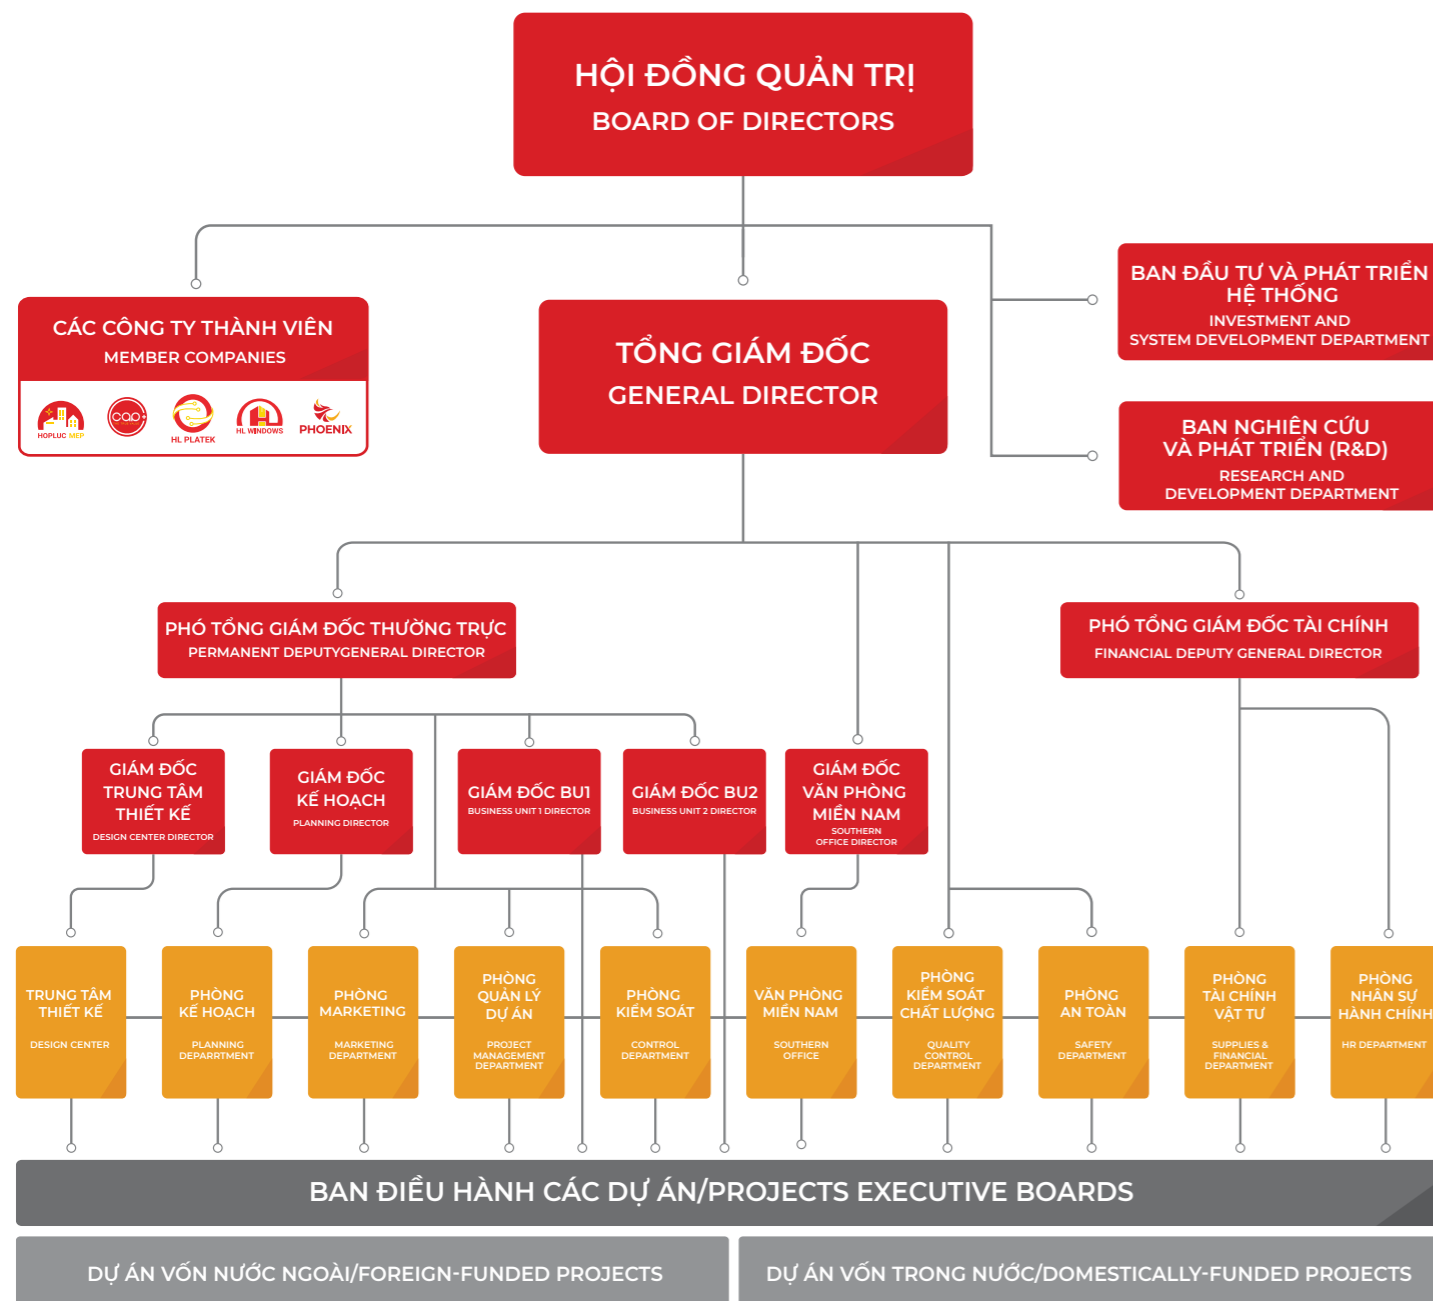 HỘI ĐỒNG QUẢN TRỊ
BOARD OF DIRECTORS
BAN ĐẦU TƯ VÀ PHÁT TRIỂN
HỆ THỐNG
INVESTMENT AND
SYSTEM DEVELOPMENT DEPARTMENT
CÁC CÔNG TY THÀNH VIÊN
MEMBER COMPANIES
HOPLUC MEP
cap+
HL PLATEK
HL WINDOWS
PHOENIX
TỔNG GIÁM ĐỐC
GENERAL DIRECTOR
BAN NGHIÊN CỨU
VÀ PHÁT TRIỂN (R&D)
RESEARCH AND
DEVELOPMENT DEPARTMENT
PHÓ TỔNG GIÁM ĐỐC THƯỜNG TRỰC
PERMANENT DEPUTYGENERAL DIRECTOR
PHÓ TỔNG GIÁM ĐỐC TÀI CHÍNH
FINANCIAL DEPUTY GENERAL DIRECTOR
GIÁM ĐỐC
TRUNG TÂM
THIẾT KẾ
DESIGN CENTER DIRECTOR
GIÁM ĐỐC
KẾ HOẠCH
PLANNING DIRECTOR
GIÁM ĐỐC BU1
BUSINESS UNIT 1 DIRECTOR
GIÁM ĐỐC BU2
BUSINESS UNIT 2 DIRECTOR
GIÁM ĐỐC
VĂN PHÒNG
MIỀN NAM
SOUTHERN
OFFICE DIRECTOR
TRUNG TÂM
THIẾT KẾ
DESIGN CENTER
PHÒNG
KẾ HOẠCH
PLANNING
DEPARRTMENT
PHÒNG
MARKETING
MARKETING
DEPARTMENT
PHÒNG
QUẢN LÝ
DỰ ÁN
PROJECT
MANAGEMENT
DEPARTMENT
PHÒNG
KIỂM SOÁT
CONTROL
DEPARTMENT
VĂN PHÒNG
MIỀN NAM
SOUTHERN
OFFICE
PHÒNG
KIỂM SOÁT
CHẤT LƯỢNG
QUALITY
CONTROL
DEPARTMENT
PHÒNG
AN TOÀN
SAFETY
DEPARTMENT
PHÒNG
TÀI CHÍNH
VẬT TƯ
SUPPLIES &
FINANCIAL
DEPARTMENT
PHÒNG
NHÂN SỰ
HÀNH CHÍNH
HR DEPARTMENT
BAN ĐIỀU HÀNH CÁC DỰ ÁN/PROJECTS EXECUTIVE BOARDS
DỰ ÁN VỐN NƯỚC NGOÀI/FOREIGN-FUNDED PROJECTS
DỰ ÁN VỐN TRONG NƯỚC/DOMESTICALLY-FUNDED PROJECTS